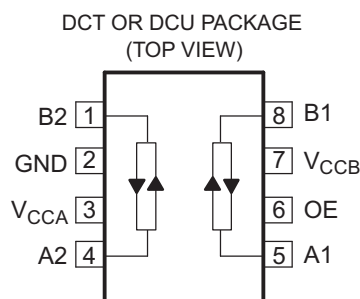 DCT OR DCU PACKAGE
(TOP VIEW)
B2 1 8 B1
GND 2 7 VCCB
VCCA 3 6 OE
A2 4 5 A1